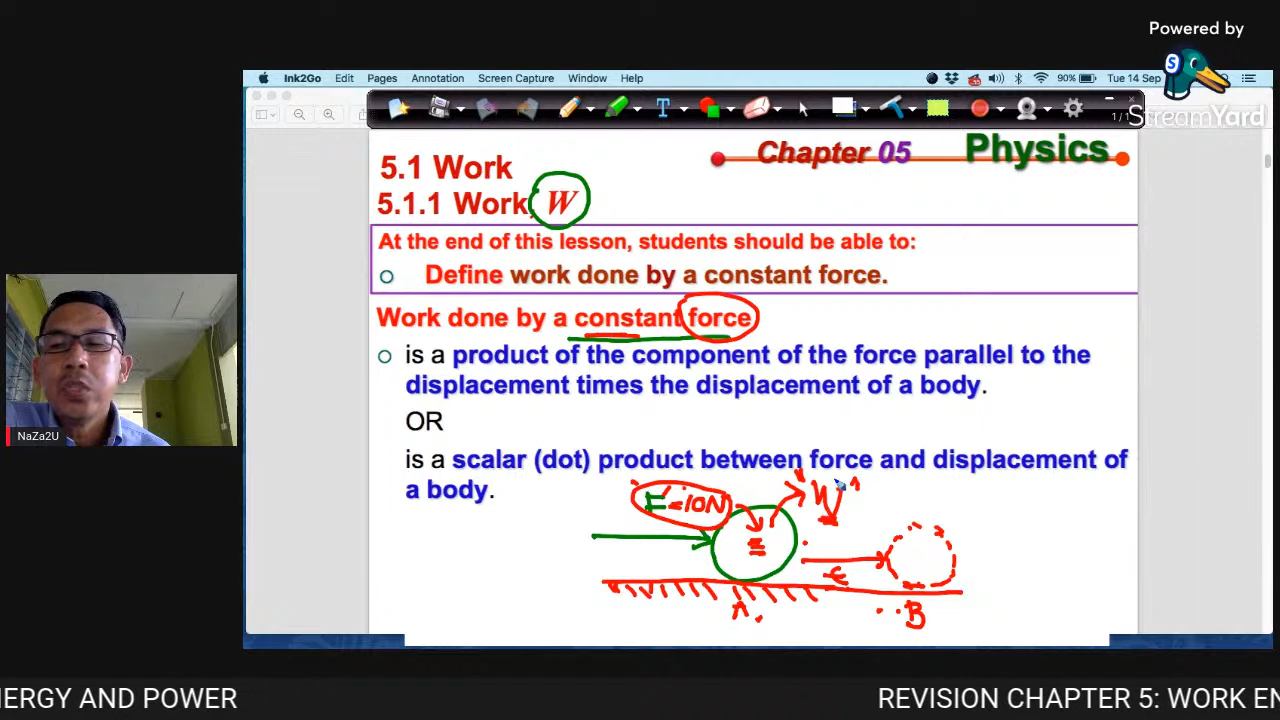 Powered by
StreamYard
Ink2Go Edit Pages Annotation Screen Capture Window Help 90% Tue 14 Sep
1/1
Chapter 05 Physics
5.1 Work
5.1.1 Work, W
At the end of this lesson, students should be able to:
Define work done by a constant force.
Work done by a constant force
is a product of the component of the force parallel to the
displacement times the displacement of a body.
OR
is a scalar (dot) product between force and displacement of
a body.
F=10N
W
A
B
NaZa2U
NERGY AND POWER
REVISION CHAPTER 5: WORK EN